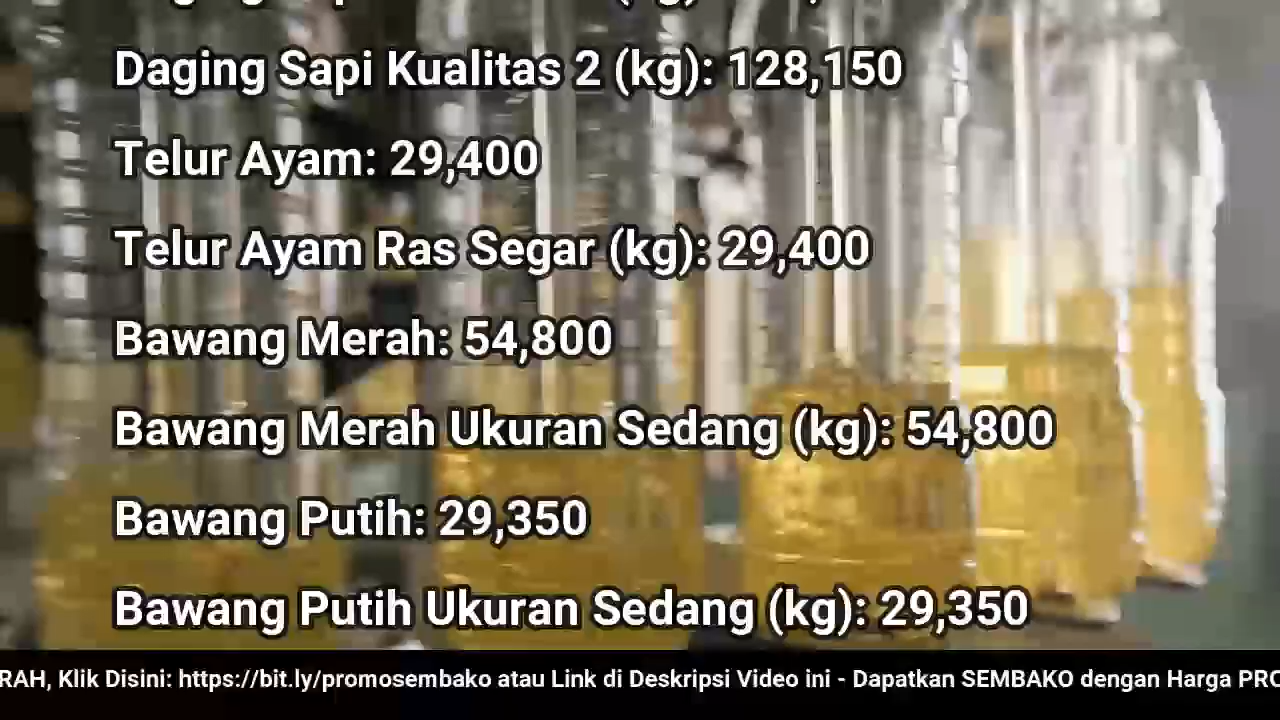 Daging Sapi Kualitas 2 (kg): 128,150
Telur Ayam: 29,400
Telur Ayam Ras Segar (kg): 29,400
Bawang Merah: 54,800
Bawang Merah Ukuran Sedang (kg): 54,800
Bawang Putih: 29,350
Bawang Putih Ukuran Sedang (kg): 29,350
RAH, Klik Disini: https://bit.ly/promosembako atau Link di Deskripsi Video ini - Dapatkan SEMBAKO dengan Harga PRO